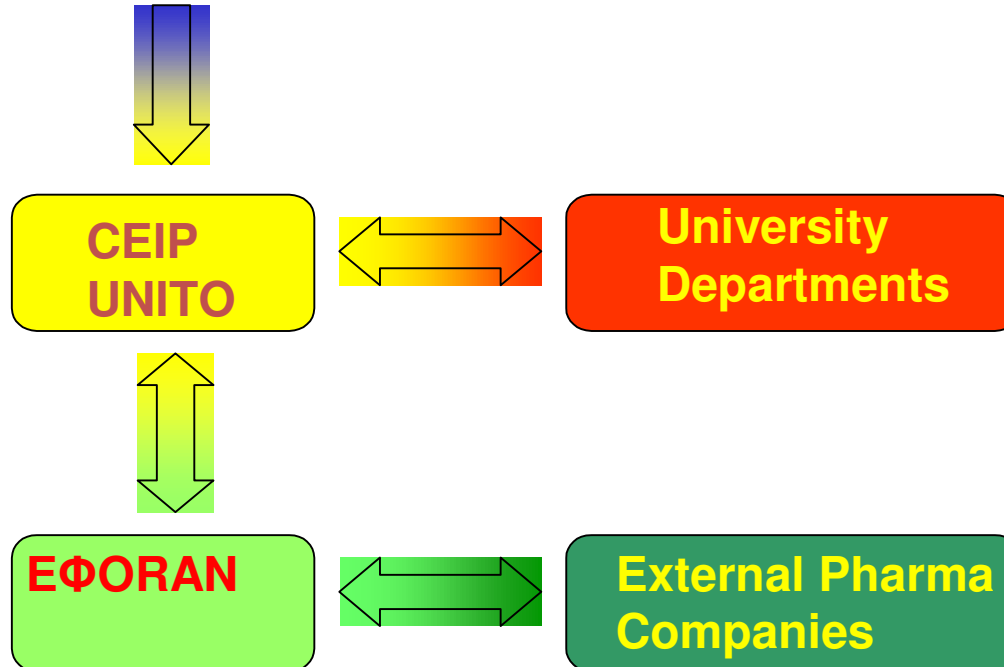 CEIP
UNITO
University
Departments
EΦORAN
External Pharma
Companies